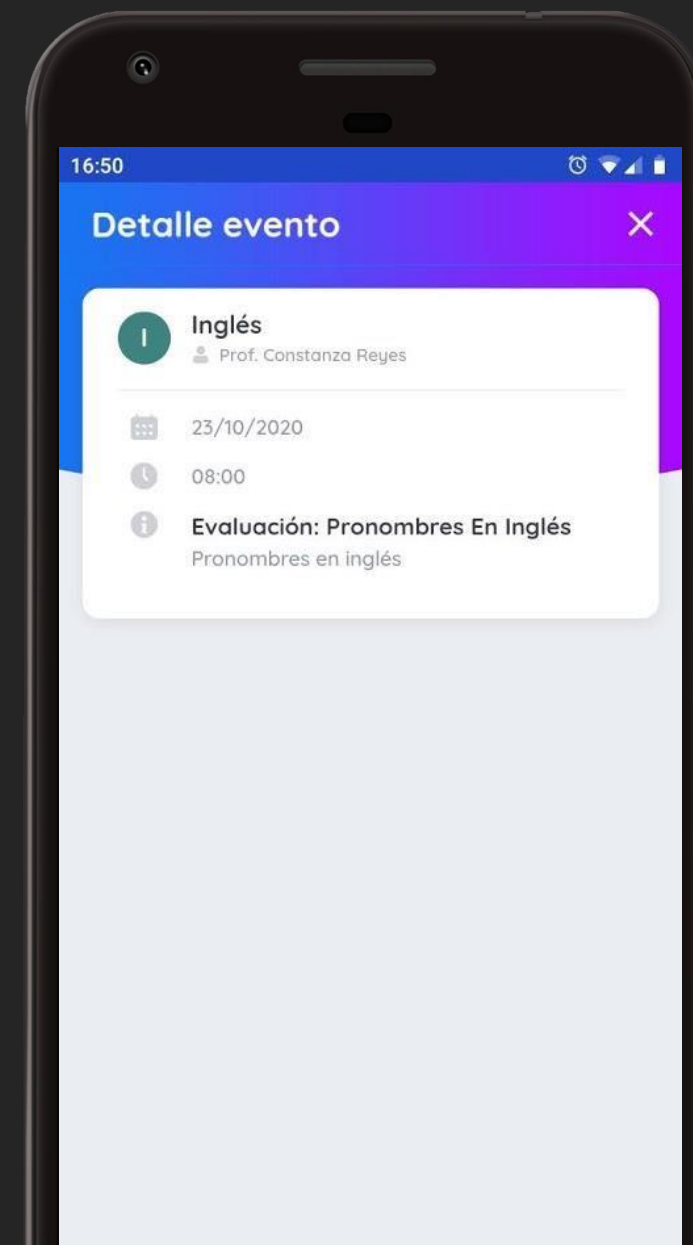 16:50
Detalle evento
I
Inglés
Prof. Constanza Reyes
23/10/2020
08:00
Evaluación: Pronombres En Inglés
Pronombres en inglés